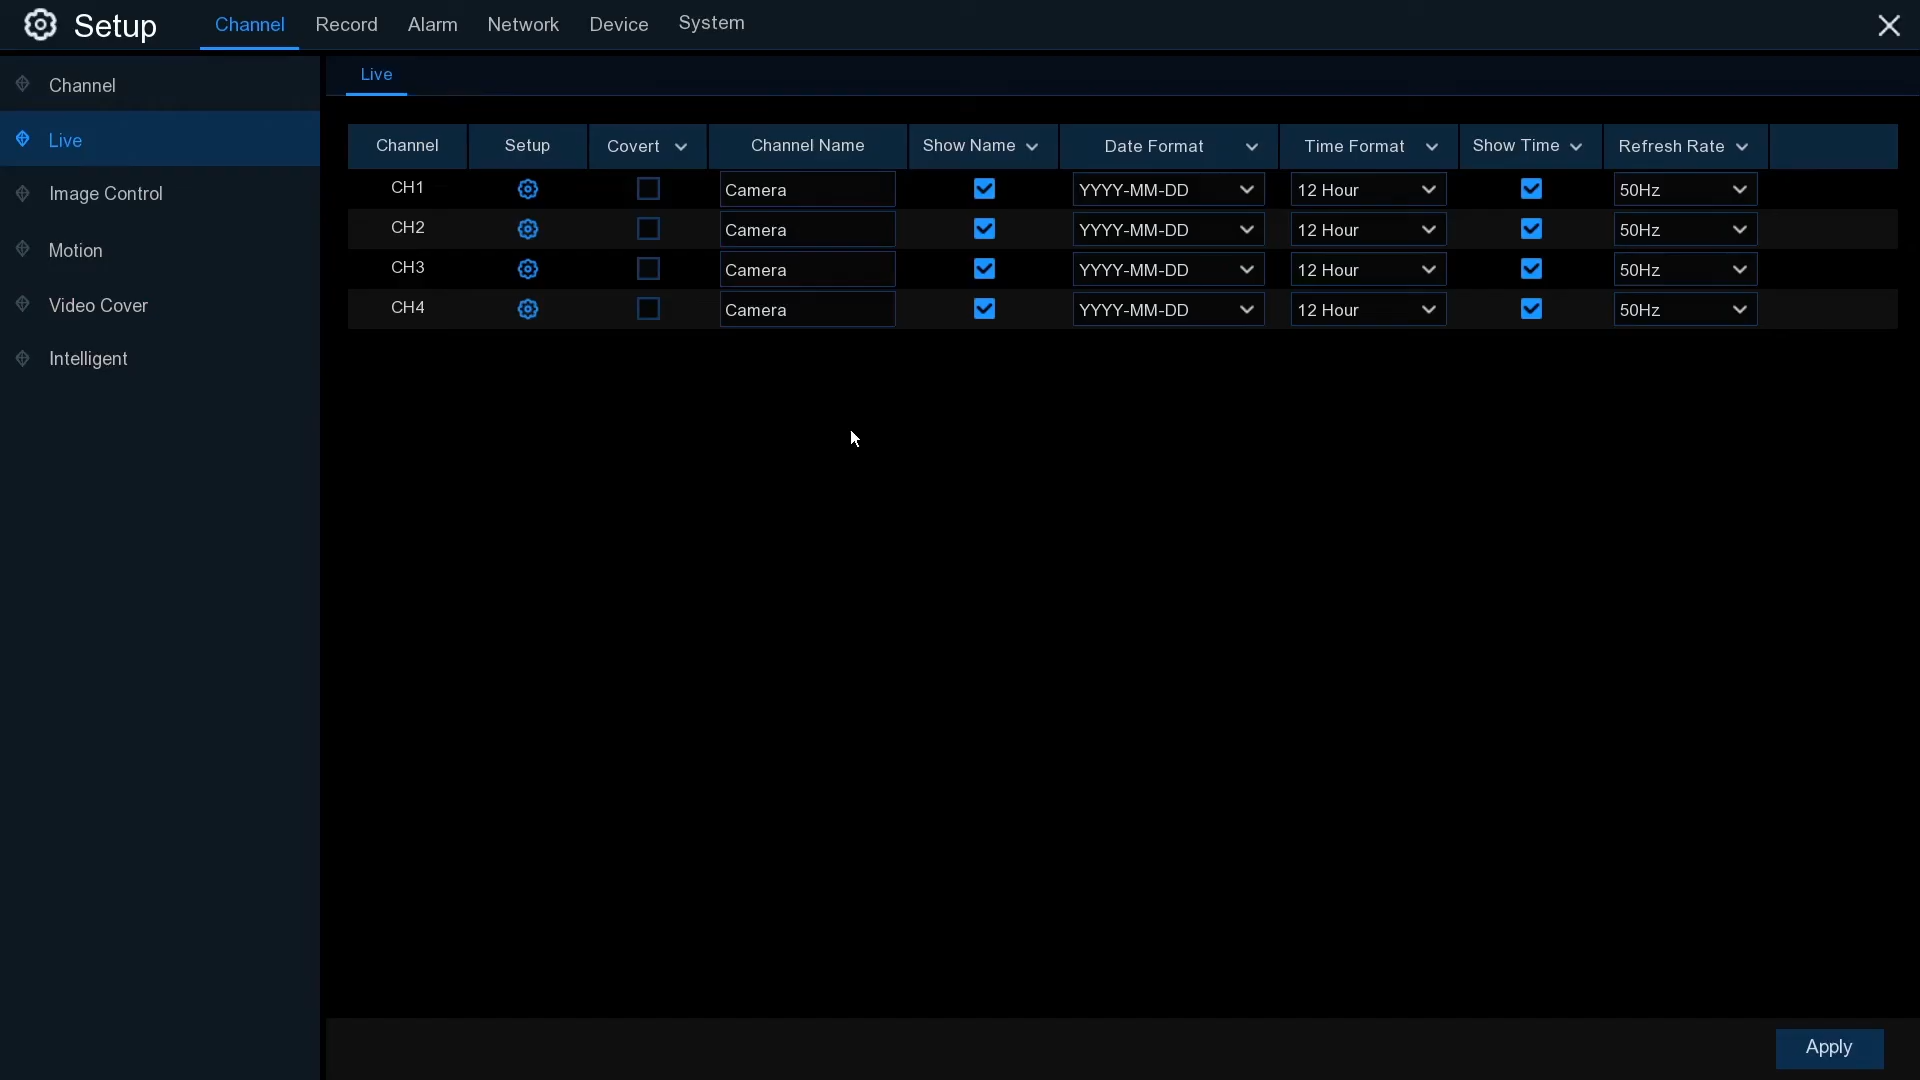 Setup Channel Record Alarm Network Device System
Channel
Live
Image Control
Motion
Video Cover
Intelligent
Live
Channel Setup Covert Channel Name Show Name Date Format Time Format Show Time Refresh Rate
CH1 Camera YYYY-MM-DD 12 Hour 50Hz
CH2 Camera YYYY-MM-DD 12 Hour 50Hz
CH3 Camera YYYY-MM-DD 12 Hour 50Hz
CH4 Camera YYYY-MM-DD 12 Hour 50Hz
Apply